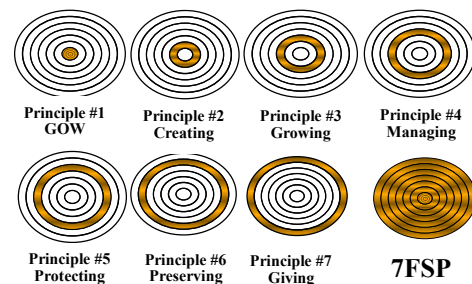 Principle #1
GOW
Principle #2
Creating
Principle #3
Growing
Principle #4
Managing
Principle #5
Protecting
Principle #6
Preserving
Principle #7
Giving
7FSP